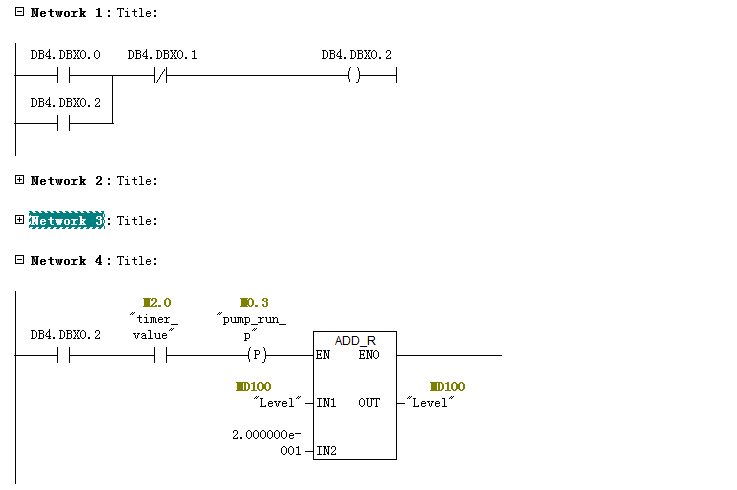 Network 1: Title:
DB4.DBX0.0 DB4.DBX0.1 DB4.DBX0.2
DB4.DBX0.2
Network 2: Title:
Network 3: Title:
Network 4: Title:
M2.0 M0.3
"timer_ "pump_run_
DB4.DBX0.2 value" p"
(P)
ADD_R
EN ENO
MD100 MD100
"Level" IN1 OUT "Level"
2.000000e-
001 IN2